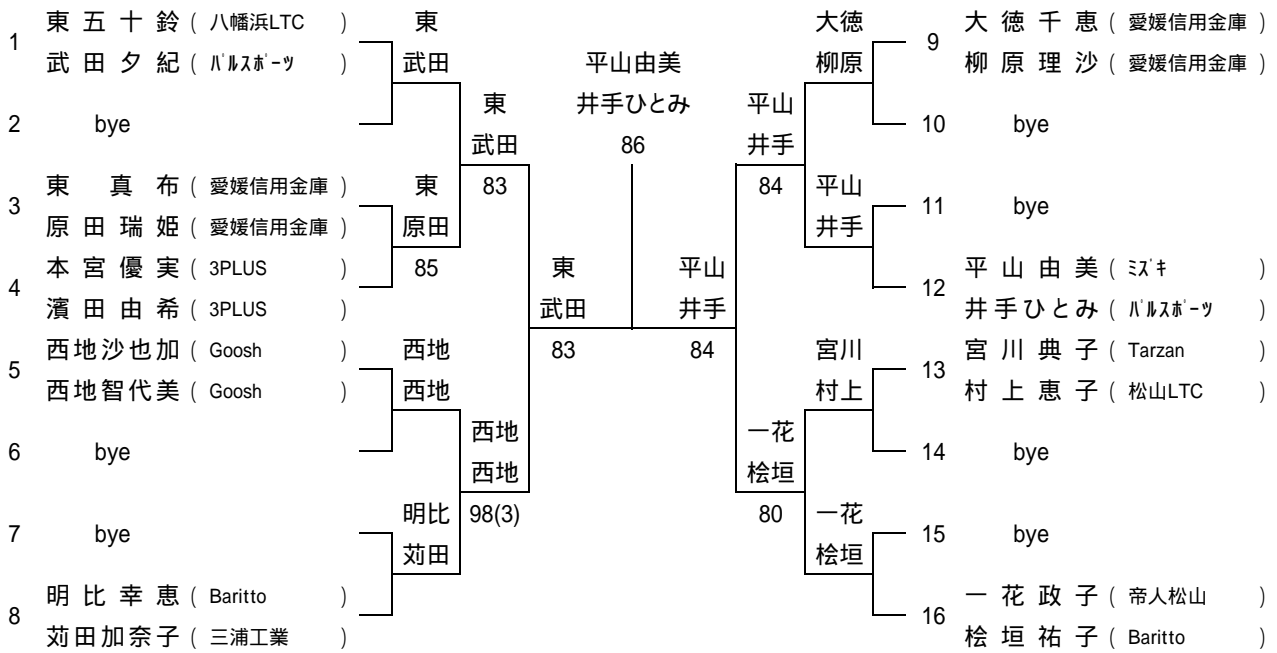 1 東 五 十 鈴 ( 八幡浜LTC )
武 田 夕 紀 ( ﾊﾟﾙｽﾎﾟｰﾂ )
2 bye
3 東 真 布 ( 愛媛信用金庫 )
原 田 瑞 姫 ( 愛媛信用金庫 )
4 本 宮 優 実 ( 3PLUS )
濱 田 由 希 ( 3PLUS )
5 西地沙也加 ( Goosh )
西地智代美 ( Goosh )
6 bye
7 bye
8 明 比 幸 恵 ( Baritto )
苅田加奈子 ( 三浦工業 )
東
武田
東
原田
85
西地
西地
明比
苅田
東
武田
83
西地
西地
98(3)
東
武田
83
平山由美
井手ひとみ
86
平山
井手
84
平山
井手
84
一花
桧垣
80
大徳
柳原
平山
井手
宮川
村上
一花
桧垣
9 大 徳 千 恵 ( 愛媛信用金庫 )
柳 原 理 沙 ( 愛媛信用金庫 )
10 bye
11 bye
12 平 山 由 美 ( ﾐｽﾞｷ )
井手ひとみ ( ﾊﾟﾙｽﾎﾟｰﾂ )
13 宮 川 典 子 ( Tarzan )
村 上 恵 子 ( 松山LTC )
14 bye
15 bye
16 一 花 政 子 ( 帝人松山 )
桧 垣 祐 子 ( Baritto )